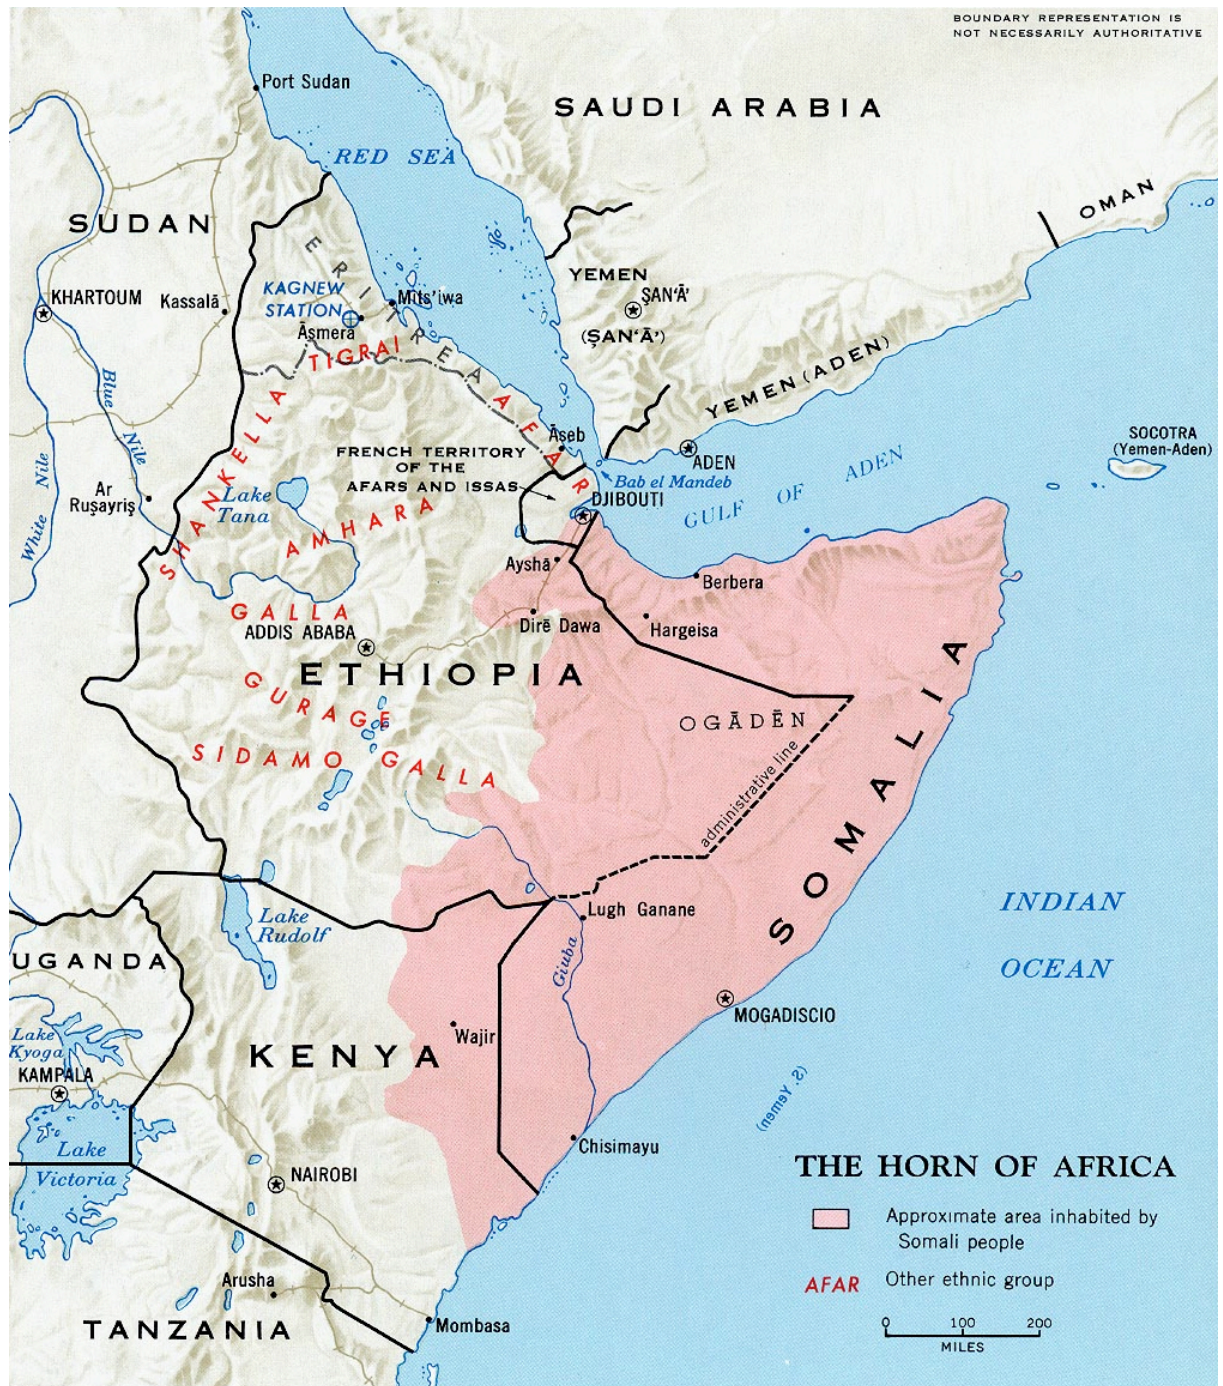 BOUNDARY REPRESENTATION IS
NOT NECESSARILY AUTHORITATIVE
Port Sudan
SAUDI ARABIA
RED SEA
OMAN
SUDAN
ERITREA
YEMEN
KAGNEW
STATION
Mits'iwa
ṢAN'Ā'
KHARTOUM
Kassalā
Āsmera
(ṢAN'Ā')
TIGRAI
YEMEN (ADEN)
Blue
Nile
SHANKELLA
AFAR
Āseb
SOCOTRA
(Yemen-Aden)
FRENCH TERRITORY
OF THE
AFARS AND ISSAS
ADEN
Bab el Mandeb
GULF OF ADEN
White Nile
Ar
Ruşayriş
Lake
Tana
AMHARA
DJIBOUTI
Ayshā
Berbera
GALLA
ADDIS ABABA
Dirē Dawa
Hargeisa
ETHIOPIA
GURAGE
OGĀDĒN
SIDAMO GALLA
administrative line
SOMALIA
Lake
Rudolf
Lugh Ganane
INDIAN
OCEAN
UGANDA
Giuba
MOGADISCIO
Lake
Kyoga
Wajir
KENYA
KAMPALA
(S. Yemen)
Chisimayu
Lake
Victoria
NAIROBI
THE HORN OF AFRICA
Approximate area inhabited by
Somali people
Arusha
AFAR Other ethnic group
TANZANIA
Mombasa
0 100 200
MILES